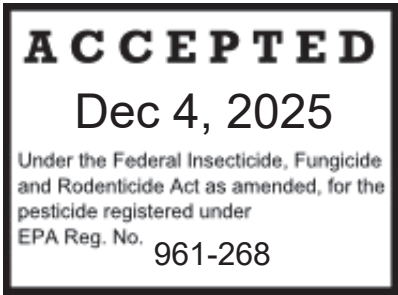 ACCEPTED
Dec 4, 2025
Under the Federal Insecticide, Fungicide
and Rodenticide Act as amended, for the
pesticide registered under
EPA Reg. No. 961-268